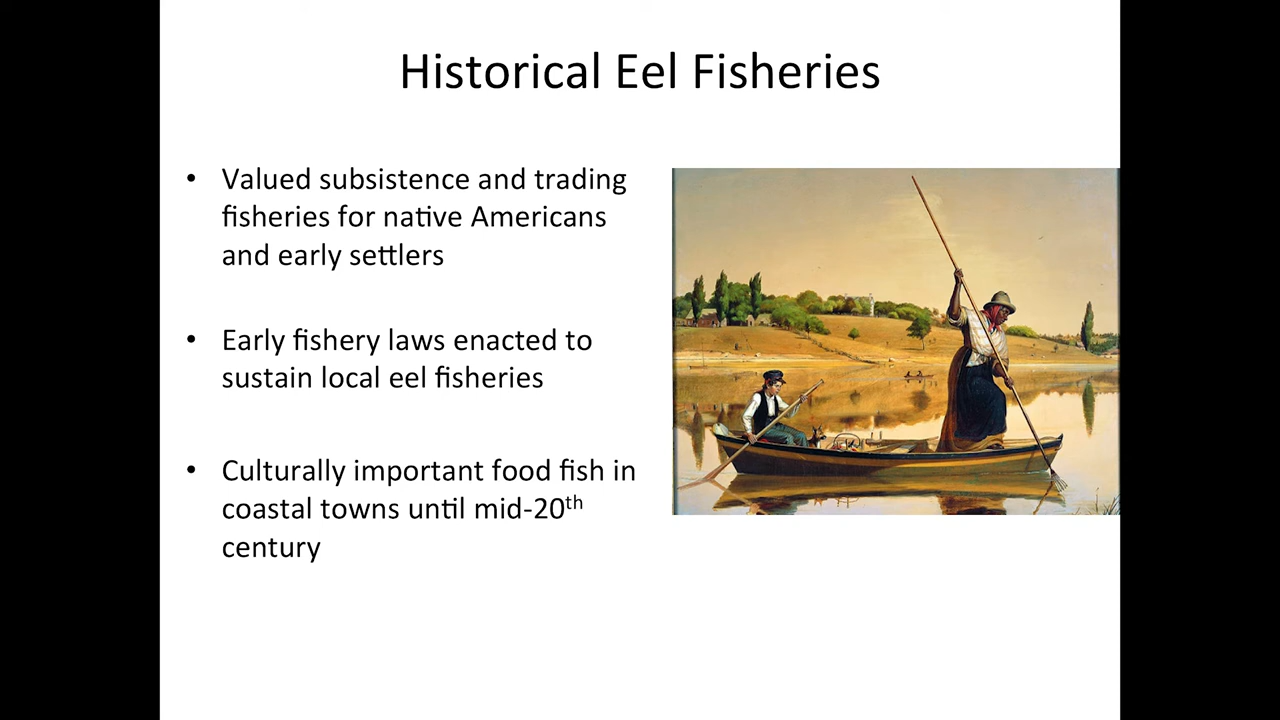 Historical Eel Fisheries
• Valued subsistence and trading
fisheries for native Americans
and early settlers
• Early fishery laws enacted to
sustain local eel fisheries
• Culturally important food fish in
coastal towns until mid-20th
century